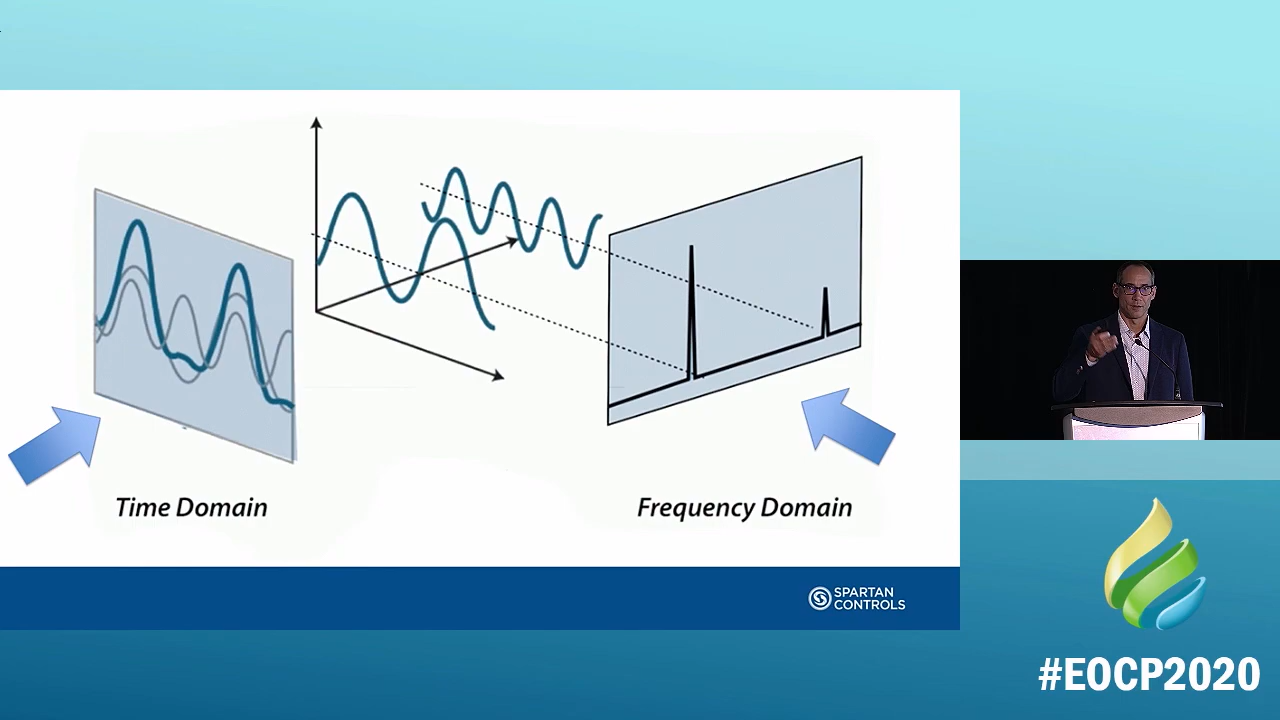 Time Domain
Frequency Domain
SPARTAN
CONTROLS
#EOCP2020